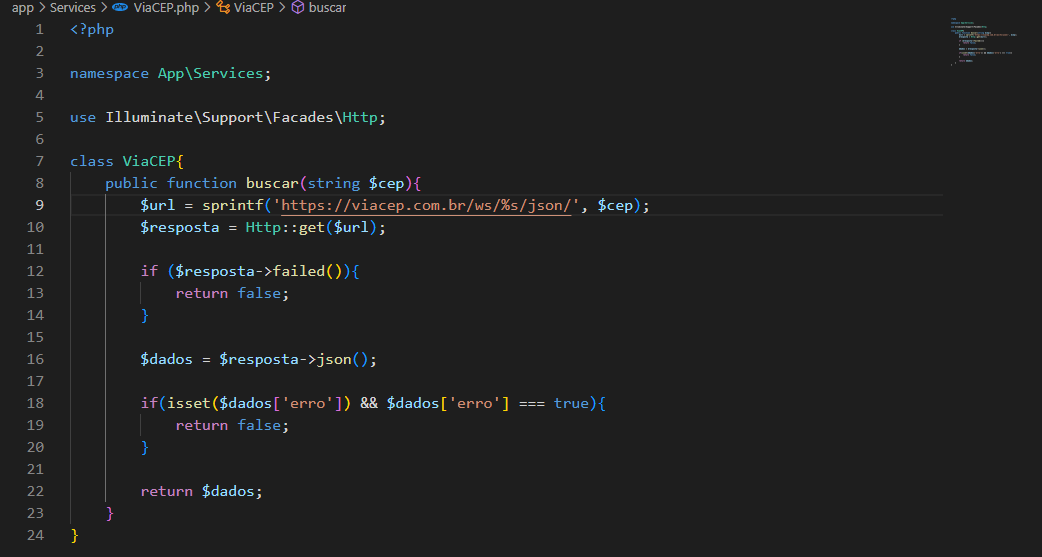 app > Services > php ViaCEP.php > ViaCEP > buscar
1 <?php
2
3 namespace App\Services;
4
5 use Illuminate\Support\Facades\Http;
6
7 class ViaCEP{
8     public function buscar(string $cep){
9         $url = sprintf('https://viacep.com.br/ws/%s/json/', $cep);
10         $resposta = Http::get($url);
11
12         if ($resposta->failed()){
13             return false;
14         }
15
16         $dados = $resposta->json();
17
18         if(isset($dados['erro']) && $dados['erro'] === true){
19             return false;
20         }
21
22         return $dados;
23     }
24 }